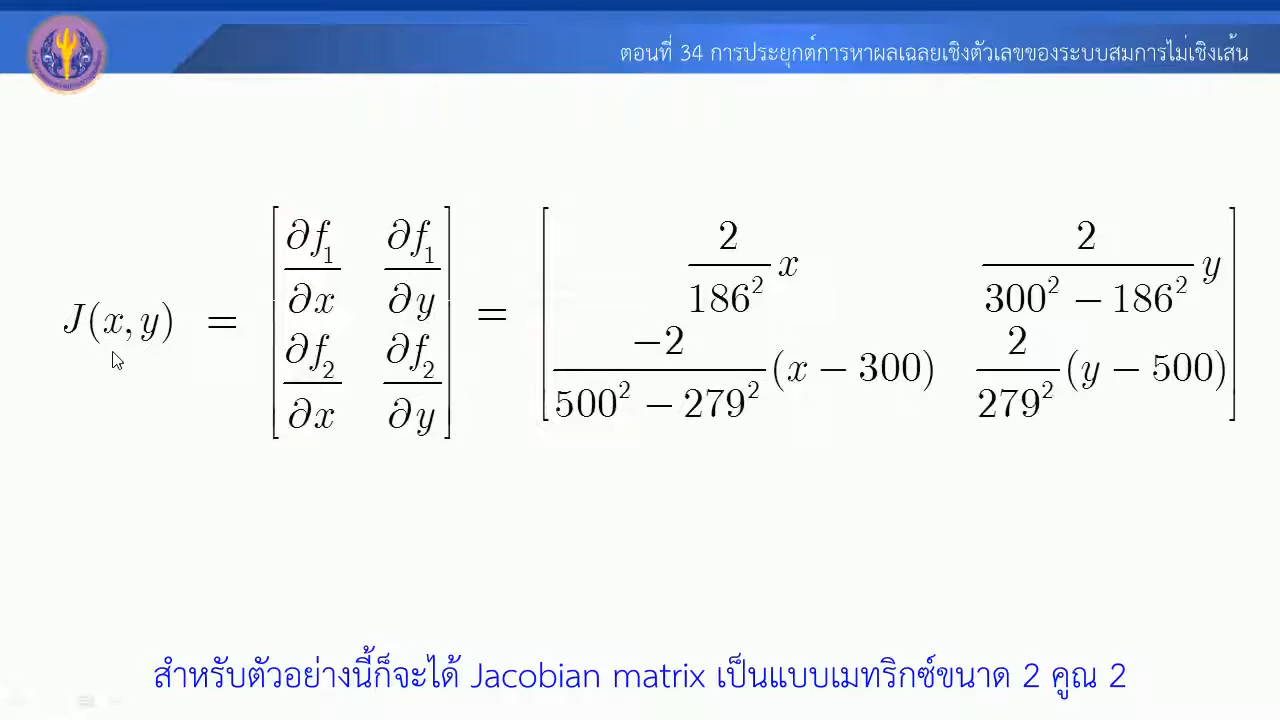 ตอนที่ 34 การประยุกต์การหาผลเฉลยเชิงตัวเลขของระบบสมการไม่เชิงเส้น
J(x, y) = [ ∂f₁/∂x ∂f₁/∂y ; ∂f₂/∂x ∂f₂/∂y ] = [ 2/186² x 2/(300² − 186²) y ; −2/(500² − 279²) (x − 300) 2/279² (y − 500) ]
สำหรับตัวอย่างนี้ก็จะได้ Jacobian matrix เป็นแบบเมทริกซ์ขนาด 2 คูณ 2